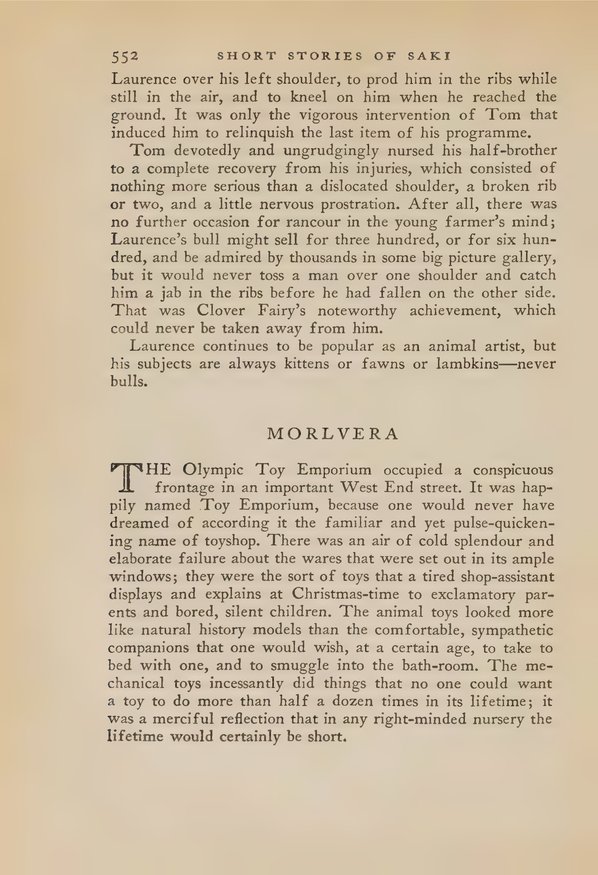 552 SHORT STORIES OF SAKI
Laurence over his left shoulder, to prod him in the ribs while
still in the air, and to kneel on him when he reached the
ground. It was only the vigorous intervention of Tom that
induced him to relinquish the last item of his programme.
Tom devotedly and ungrudgingly nursed his half-brother
to a complete recovery from his injuries, which consisted of
nothing more serious than a dislocated shoulder, a broken rib
or two, and a little nervous prostration. After all, there was
no further occasion for rancour in the young farmer's mind;
Laurence's bull might sell for three hundred, or for six hun-
dred, and be admired by thousands in some big picture gallery,
but it would never toss a man over one shoulder and catch
him a jab in the ribs before he had fallen on the other side.
That was Clover Fairy's noteworthy achievement, which
could never be taken away from him.
Laurence continues to be popular as an animal artist, but
his subjects are always kittens or fawns or lambkins—never
bulls.
MORLVERA
THE Olympic Toy Emporium occupied a conspicuous
frontage in an important West End street. It was hap-
pily named Toy Emporium, because one would never have
dreamed of according it the familiar and yet pulse-quicken-
ing name of toyshop. There was an air of cold splendour and
elaborate failure about the wares that were set out in its ample
windows; they were the sort of toys that a tired shop-assistant
displays and explains at Christmas-time to exclamatory par-
ents and bored, silent children. The animal toys looked more
like natural history models than the comfortable, sympathetic
companions that one would wish, at a certain age, to take to
bed with one, and to smuggle into the bath-room. The me-
chanical toys incessantly did things that no one could want
a toy to do more than half a dozen times in its lifetime; it
was a merciful reflection that in any right-minded nursery the
lifetime would certainly be short.